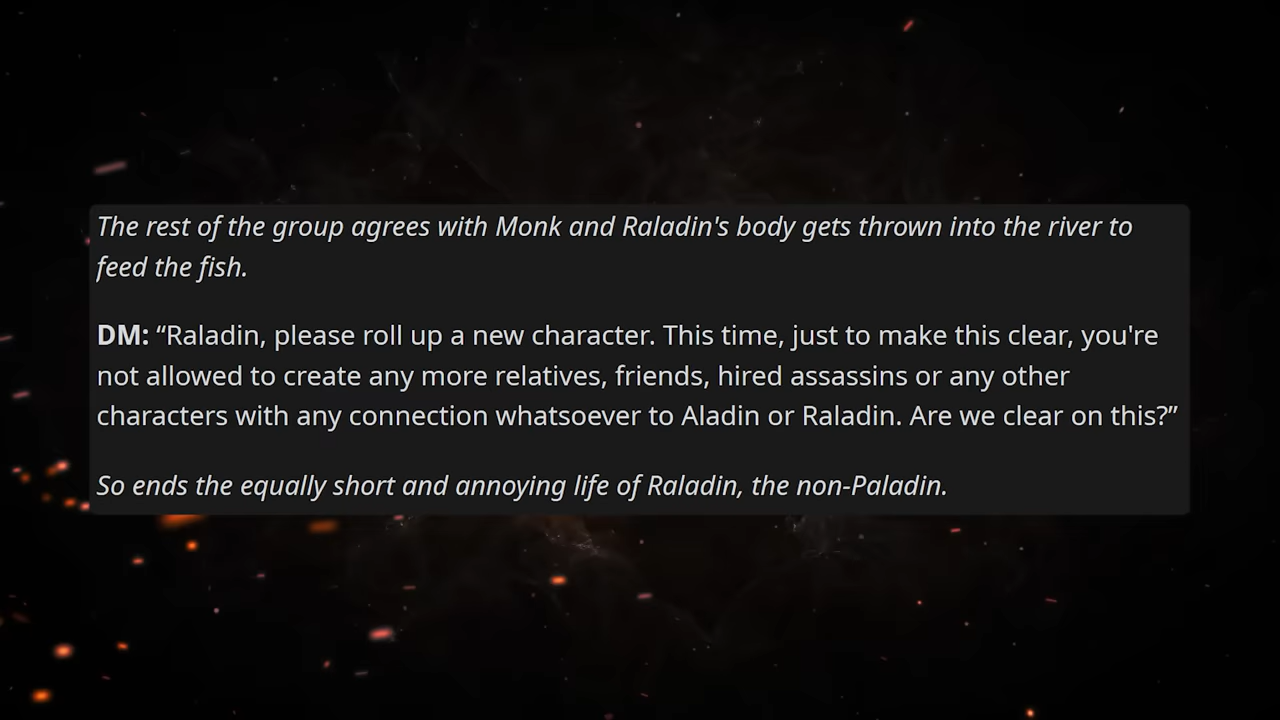 The rest of the group agrees with Monk and Raladin's body gets thrown into the river to
feed the fish.
DM: “Raladin, please roll up a new character. This time, just to make this clear, you're
not allowed to create any more relatives, friends, hired assassins or any other
characters with any connection whatsoever to Aladin or Raladin. Are we clear on this?”
So ends the equally short and annoying life of Raladin, the non-Paladin.